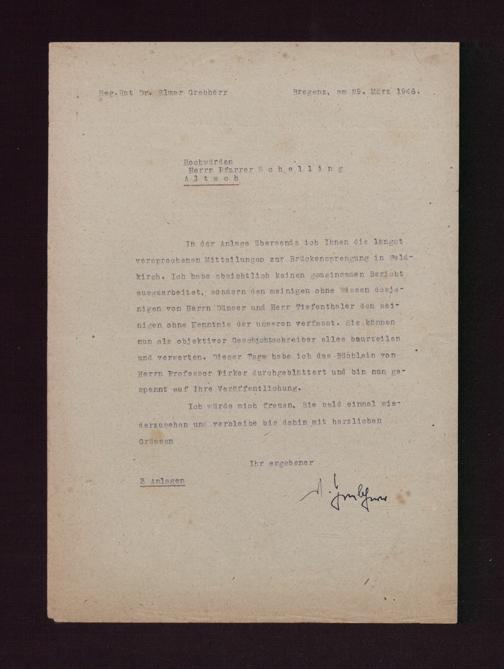 Reg.Rat Dr. Elmar Grabherr Bregenz, am 29. März 1946.
Hochwürden
Herrn Pfarrer S c h e l l i n g
A l t a c h
In der Anlage übersende ich Ihnen die längst
versprochenen Mitteilungen zur Brückensprengung in Feld-
kirch. Ich habe absichtlich keinen gemeinsamen Bericht
ausgearbeitet, sondern den meinigen ohne Wissen desje-
nigen von Herrn Dünser und Herr Tiefenthaler den sei-
nigen ohne Kenntnis der unseren verfasst. Sie können
nun als objektiver Geschichtschreiber alles beurteilen
und verwerten. Dieser Tage habe ich das Büchlein von
Herrn Professor Pirker durchgeblättert und bin nun ge-
spannt auf Ihre Veröffentlichung.
Ich würde mich freuen, Sie bald einmal wie-
derzusehen und verbleibe bis dahin mit herzlichen
Grüssen
Ihr ergebener
3 Anlagen